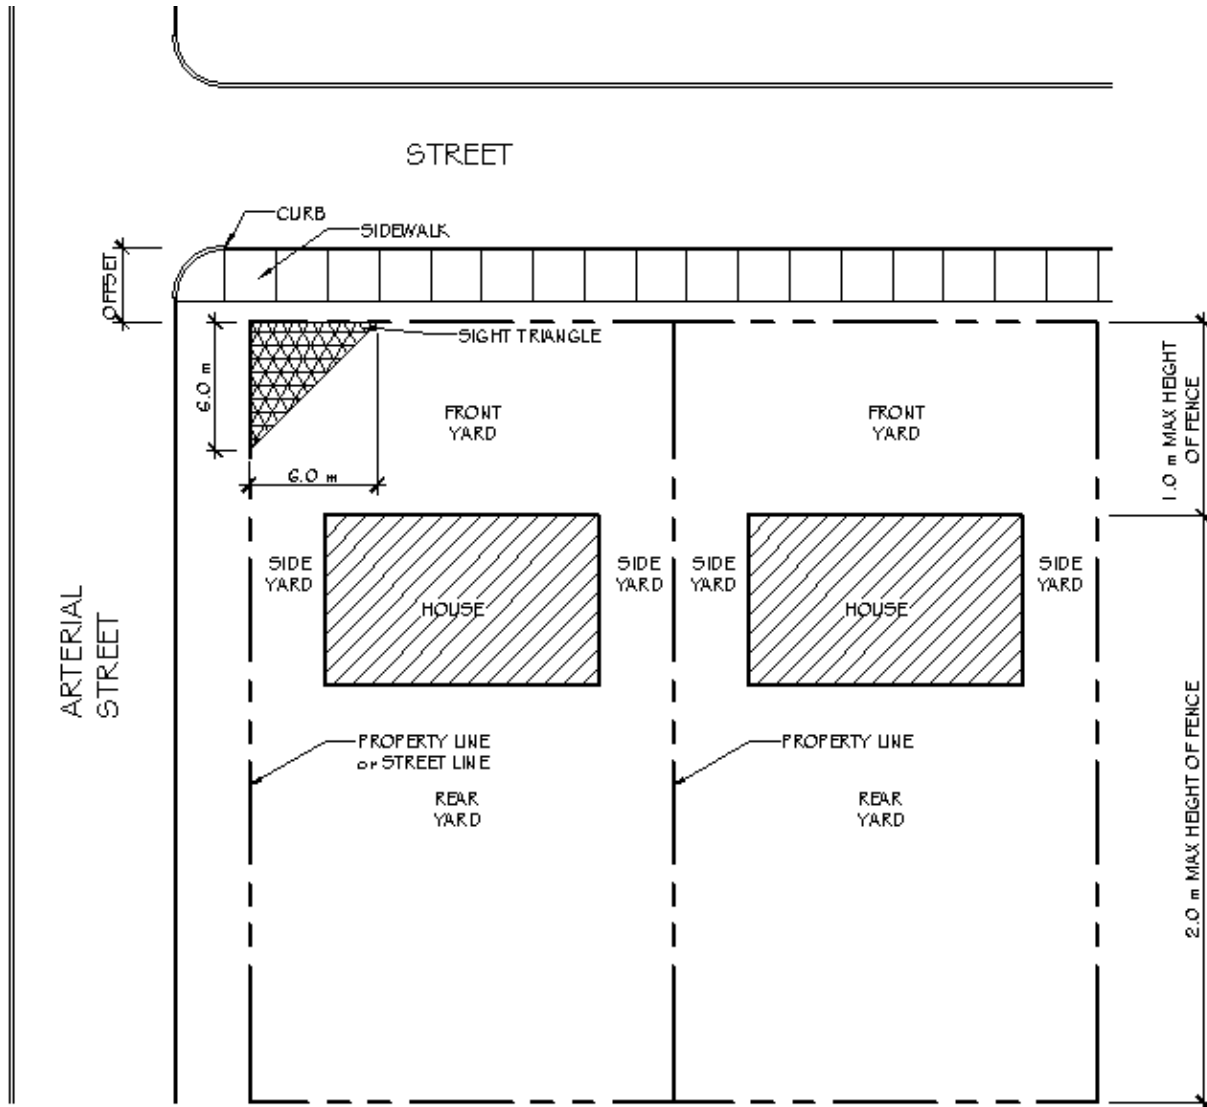 STREET
CURB
SIDEWALK
OFFSET
SIGHT TRIANGLE
6.0 m
6.0 m
FRONT
YARD
FRONT
YARD
1.0 m MAX HEIGHT
OF FENCE
SIDE
YARD
HOUSE
SIDE
YARD
SIDE
YARD
HOUSE
SIDE
YARD
ARTERIAL
STREET
PROPERTY LINE
or STREET LINE
PROPERTY LINE
REAR
YARD
REAR
YARD
2.0 m MAX HEIGHT OF FENCE